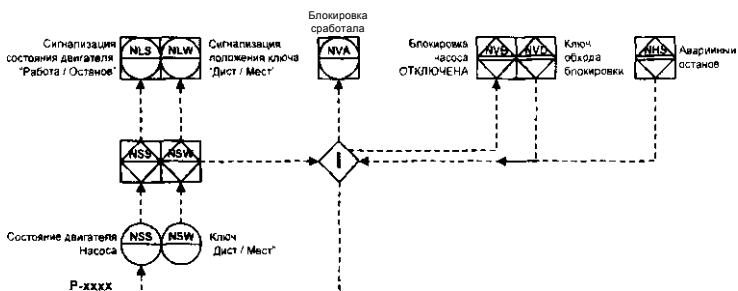 Блокировка
сработала
Сигнализация
состояния двигателя
"Работа / Останов"
NLS
NLW
Сигнализация
положения ключа
"Дист / Мест"
NVA
Блокировка
насоса
ОТКЛЮЧЕНА
NVB
NVD
Ключ
обхода
блокировки
NHS
Аварийный
останов
NSS
NSW
I
Состояние двигателя
Насоса
NSS
NSW
Ключ
Дист / Мест"
P-xxxx